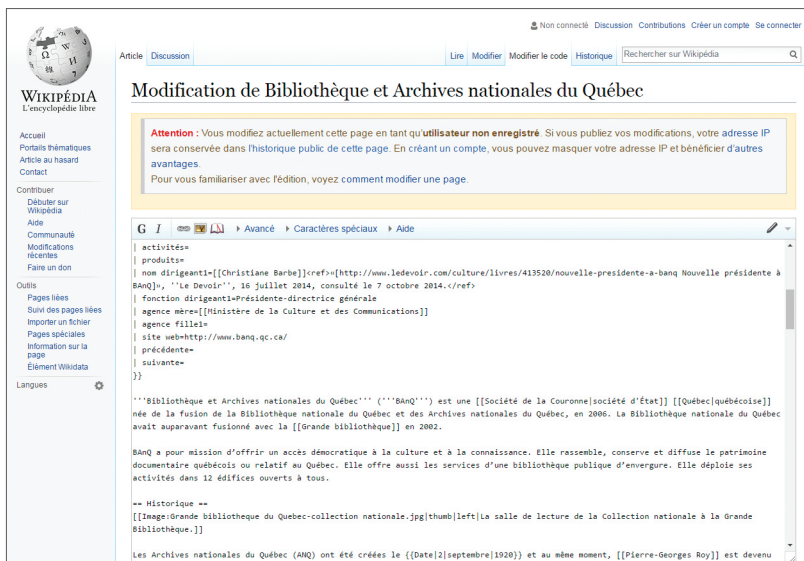 Non connecté Discussion Contributions Créer un compte Se connecter
Article Discussion
Lire Modifier Modifier le code Historique Rechercher sur Wikipédia
WIKIPÉDIA
L'encyclopédie libre
Accueil
Portails thématiques
Article au hasard
Contact
Contribuer
Débuter sur
Wikipédia
Aide
Communauté
Modifications
récentes
Faire un don
Outils
Pages liées
Suivi des pages liées
Importer un fichier
Pages spéciales
Information sur la
page
Élément Wikidata
Langues
Modification de Bibliothèque et Archives nationales du Québec
Attention : Vous modifiez actuellement cette page en tant qu'utilisateur non enregistré. Si vous publiez vos modifications, votre adresse IP
sera conservée dans l'historique public de cette page. En créant un compte, vous pouvez masquer votre adresse IP et bénéficier d'autres
avantages.
Pour vous familiariser avec l'édition, voyez comment modifier une page.
G I Avancé Caractères spéciaux Aide
| activités=
| produits=
| nom dirigeant1=[[Christiane Barbe]]<ref>«[http://www.ledevoir.com/culture/livres/413520/nouvelle-presidente-a-banq Nouvelle présidente à
BAnQ]», ''Le Devoir'', 16 juillet 2014, consulté le 7 octobre 2014.</ref>
| fonction dirigeant1=Présidente-directrice générale
| agence mère=[[Ministère de la Culture et des Communications]]
| agence fille1=
| site web=http://www.banq.qc.ca/
| précédente=
| suivante=
}}
'''Bibliothèque et Archives nationales du Québec''' ('''BAnQ''') est une [[Société de la Couronne|société d'État]] [[Québec|québécoise]]
née de la fusion de la Bibliothèque nationale du Québec et des Archives nationales du Québec, en 2006. La Bibliothèque nationale du Québec
avait auparavant fusionné avec la [[Grande bibliothèque]] en 2002.
BAnQ a pour mission d'offrir un accès démocratique à la culture et à la connaissance. Elle rassemble, conserve et diffuse le patrimoine
documentaire québécois ou relatif au Québec. Elle offre aussi les services d'une bibliothèque publique d'envergure. Elle déploie ses
activités dans 12 édifices ouverts à tous.
== Historique ==
[[Image:Grande bibliotheque du Quebec-collection nationale.jpg|thumb|left|La salle de lecture de la Collection nationale à la Grande
Bibliothèque.]]
Les Archives nationales du Québec (ANQ) ont été créées le {{Date|2|septembre|1920}} et au même moment, [[Pierre-Georges Roy]] est devenu